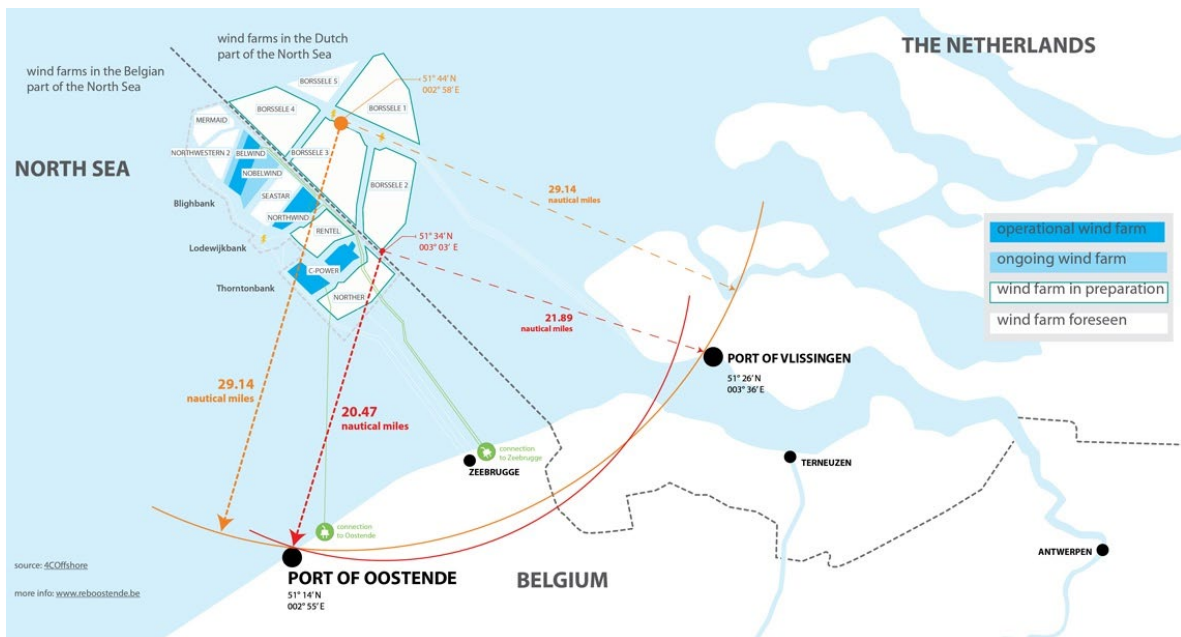 wind farms in the Dutch
part of the North Sea
THE NETHERLANDS
wind farms in the Belgian
part of the North Sea
BORSSELE 5
51° 44' N
002° 58' E
BORSSELE 4
BORSSELE 1
MERMAID
NORTHWESTERN 2
BELWIND
BORSSELE 3
NORTH SEA
NOBELWIND
BORSSELE 2
29.14
nautical miles
SEASTAR
Blighbank
NORTHWIND
RENTEL
51° 34' N
003° 03' E
Lodewijkbank
C-POWER
Thorntonbank
NORTHER
operational wind farm
ongoing wind farm
wind farm in preparation
wind farm foreseen
21.89
nautical miles
PORT OF VLISSINGEN
51° 26' N
003° 36' E
29.14
nautical miles
20.47
nautical miles
connection
to Zeebrugge
ZEEBRUGGE
TERNEUZEN
connection
to Oostende
ANTWERPEN
source: 4COffshore
PORT OF OOSTENDE
BELGIUM
more info: www.reboostende.be
51° 14' N
002° 55' E